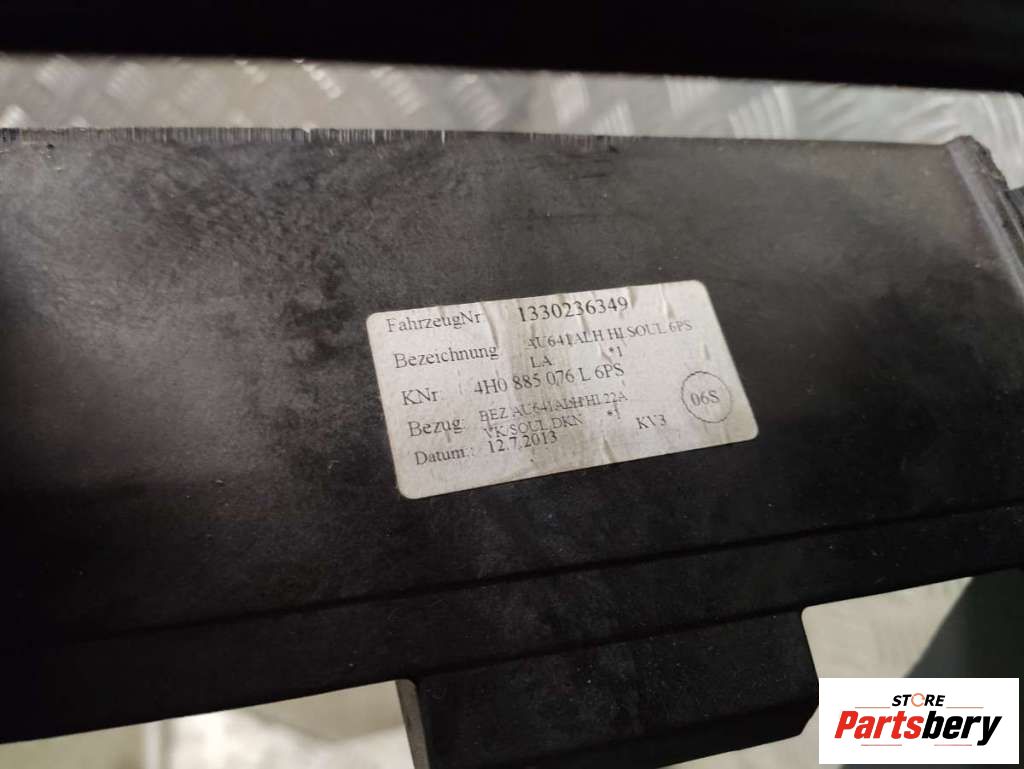 FahrzeugNr 1330236349
Bezeichnung AU641ALH HI SOUL 6PS
LA *1
KNr: 4H0 885 076 L 6PS
Bezug: BEZ AU641ALH HI 22A
VK/SOUL DKN *1
Datum.: 12.7.2013 KV3
06S
STORE
Partsbery